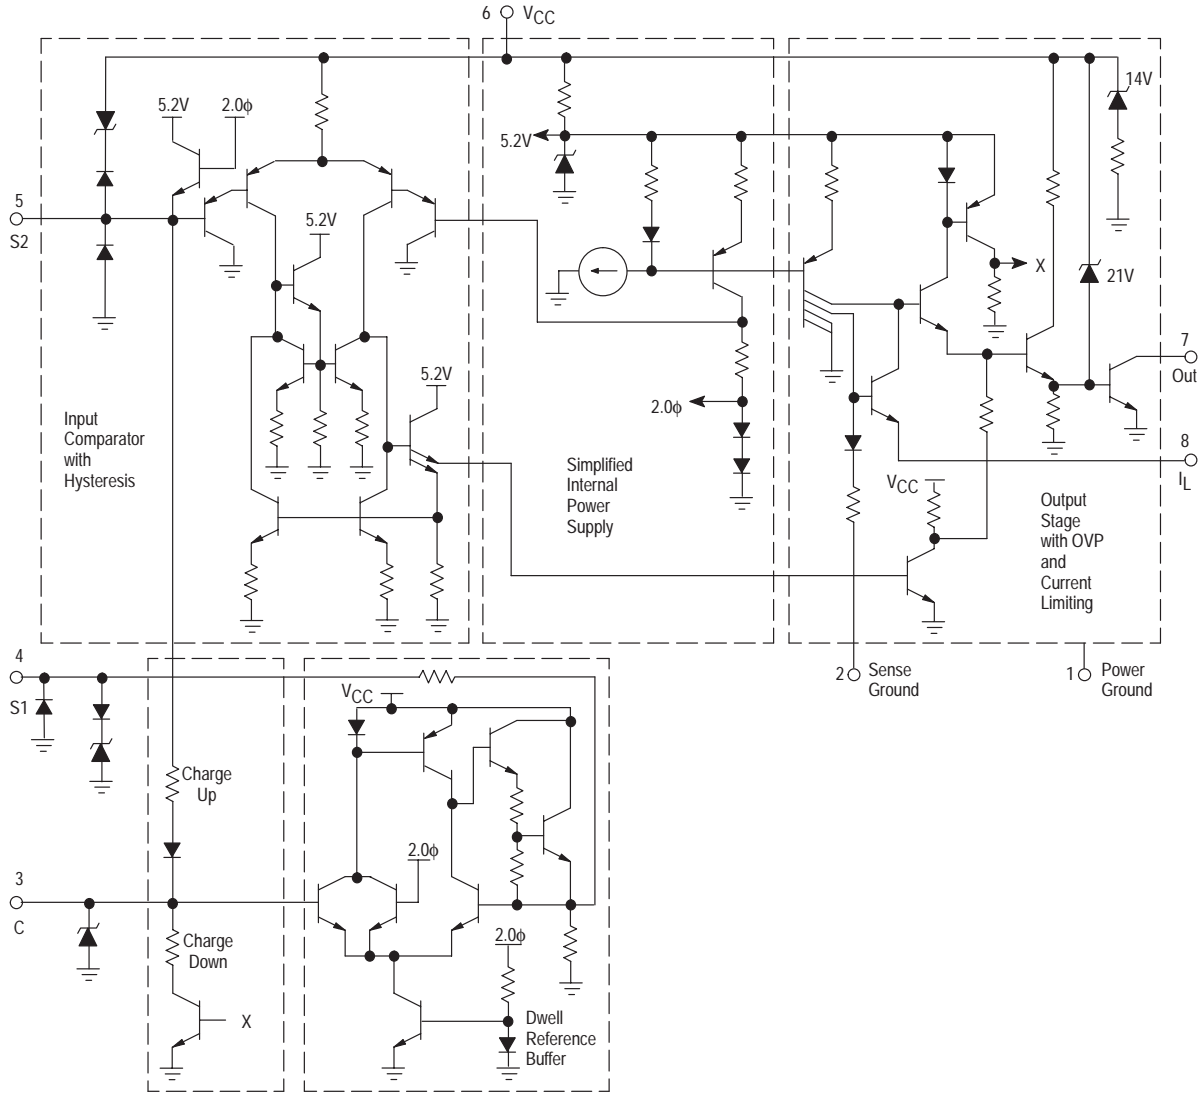 6 VCC
5.2V 2.0ϕ
14V
5.2V
5
S2
5.2V
X
21V
7
Out
5.2V
2.0ϕ
Input
Comparator
with
Hysteresis
8
IL
Simplified
Internal
Power
Supply
VCC
Output
Stage
with OVP
and
Current
Limiting
4
S1
2 Sense
Ground
1 Power
Ground
VCC
Charge
Up
2.0ϕ
3
C
Charge
Down
2.0ϕ
X
Dwell
Reference
Buffer